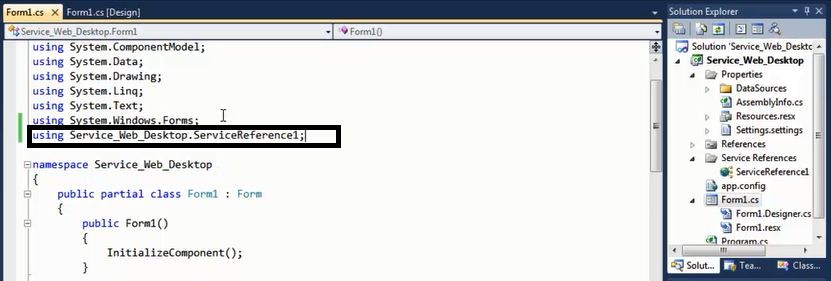 Form1.cs × Form1.cs [Design]
Service_Web_Desktop.Form1 Form1()
using System.ComponentModel;
using System.Data;
using System.Drawing;
using System.Linq;
using System.Text;
using System.Windows.Forms;
using Service_Web_Desktop.ServiceReference1;
namespace Service_Web_Desktop
{
public partial class Form1 : Form
{
public Form1()
{
InitializeComponent();
}
Solution Explorer
Solution 'Service_Web_Deskto
Service_Web_Desktop
Properties
DataSources
AssemblyInfo.cs
Resources.resx
Settings.settings
References
Service References
ServiceReference1
app.config
Form1.cs
Form1.Designer.cs
Form1.resx
Program.cs
Solut... Tea... Class...